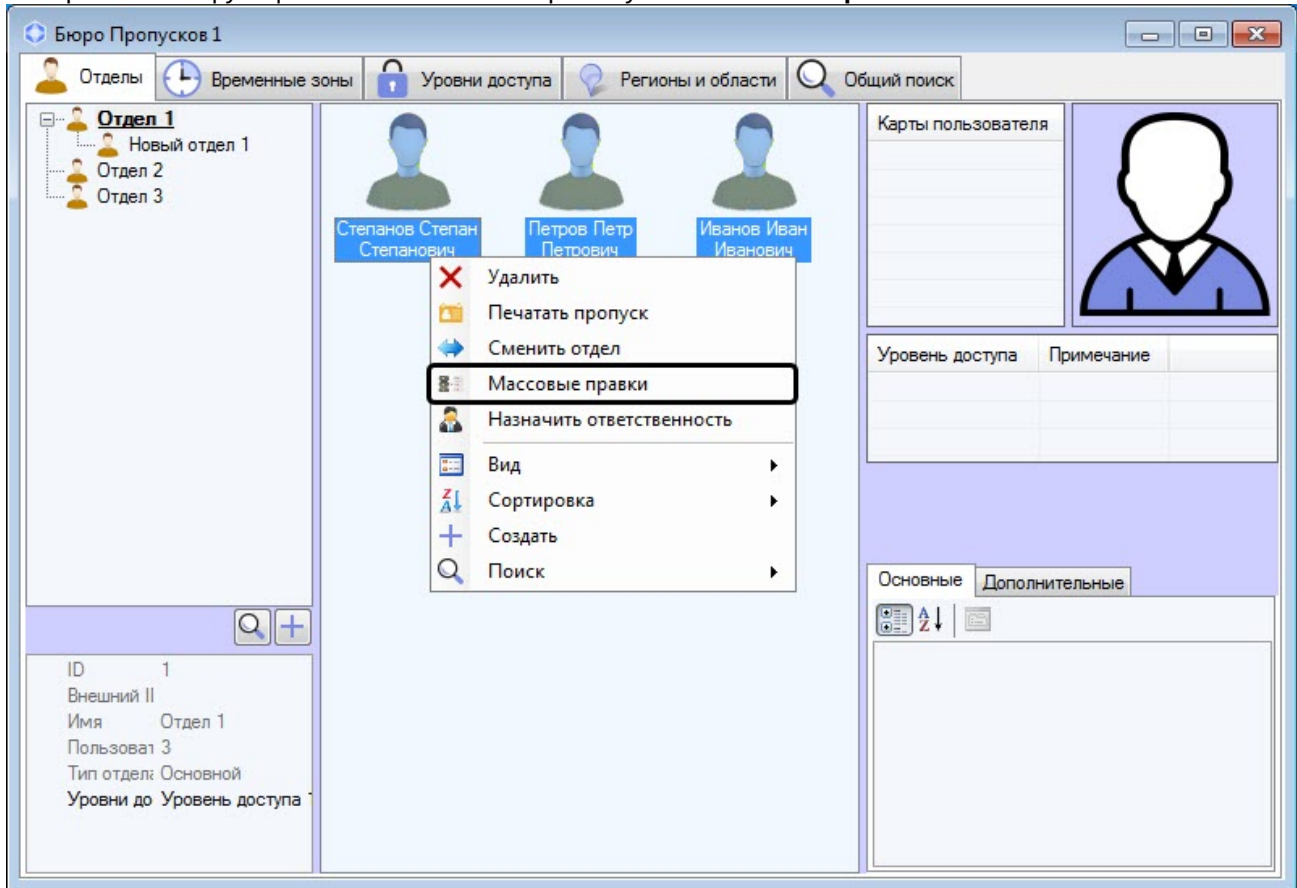 Бюро Пропусков 1
Отделы
Временные зоны
Уровни доступа
Регионы и области
Общий поиск
Отдел 1
Новый отдел 1
Отдел 2
Отдел 3
Степанов Степан
Степанович
Петров Петр
Петрович
Иванов Иван
Иванович
Удалить
Печатать пропуск
Сменить отдел
Массовые правки
Назначить ответственность
Вид
Сортировка
Создать
Поиск
Карты пользователя
Уровень доступа Примечание
Основные Дополнительные
ID 1
Внешний II
Имя Отдел 1
Пользоват 3
Тип отдела Основной
Уровни до Уровень доступа 1